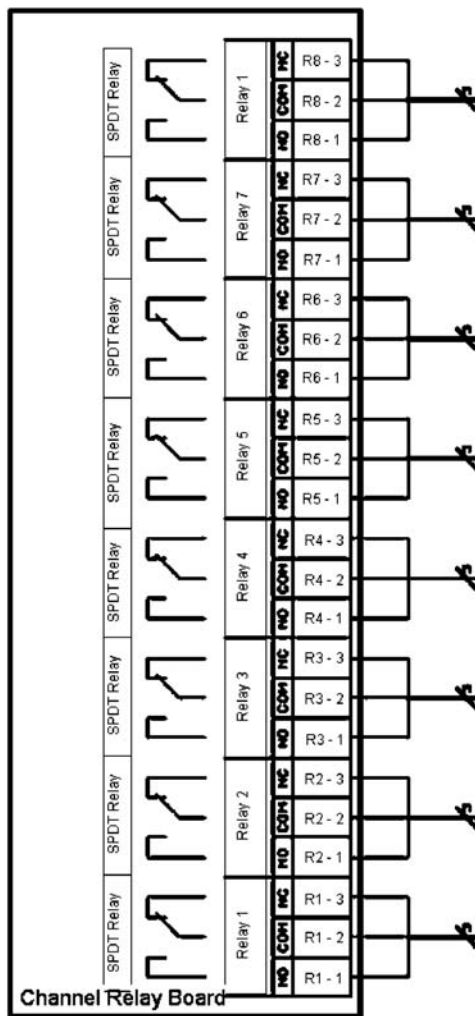 SPDT Relay
Relay 1
NC
COM
NO
R8 - 3
R8 - 2
R8 - 1
SPDT Relay
Relay 7
NC
COM
NO
R7 - 3
R7 - 2
R7 - 1
SPDT Relay
Relay 6
NC
COM
NO
R6 - 3
R6 - 2
R6 - 1
SPDT Relay
Relay 5
NC
COM
NO
R5 - 3
R5 - 2
R5 - 1
SPDT Relay
Relay 4
NC
COM
NO
R4 - 3
R4 - 2
R4 - 1
SPDT Relay
Relay 3
NC
COM
NO
R3 - 3
R3 - 2
R3 - 1
SPDT Relay
Relay 2
NC
COM
NO
R2 - 3
R2 - 2
R2 - 1
SPDT Relay
Relay 1
NC
COM
NO
R1 - 3
R1 - 2
R1 - 1
Channel Relay Board